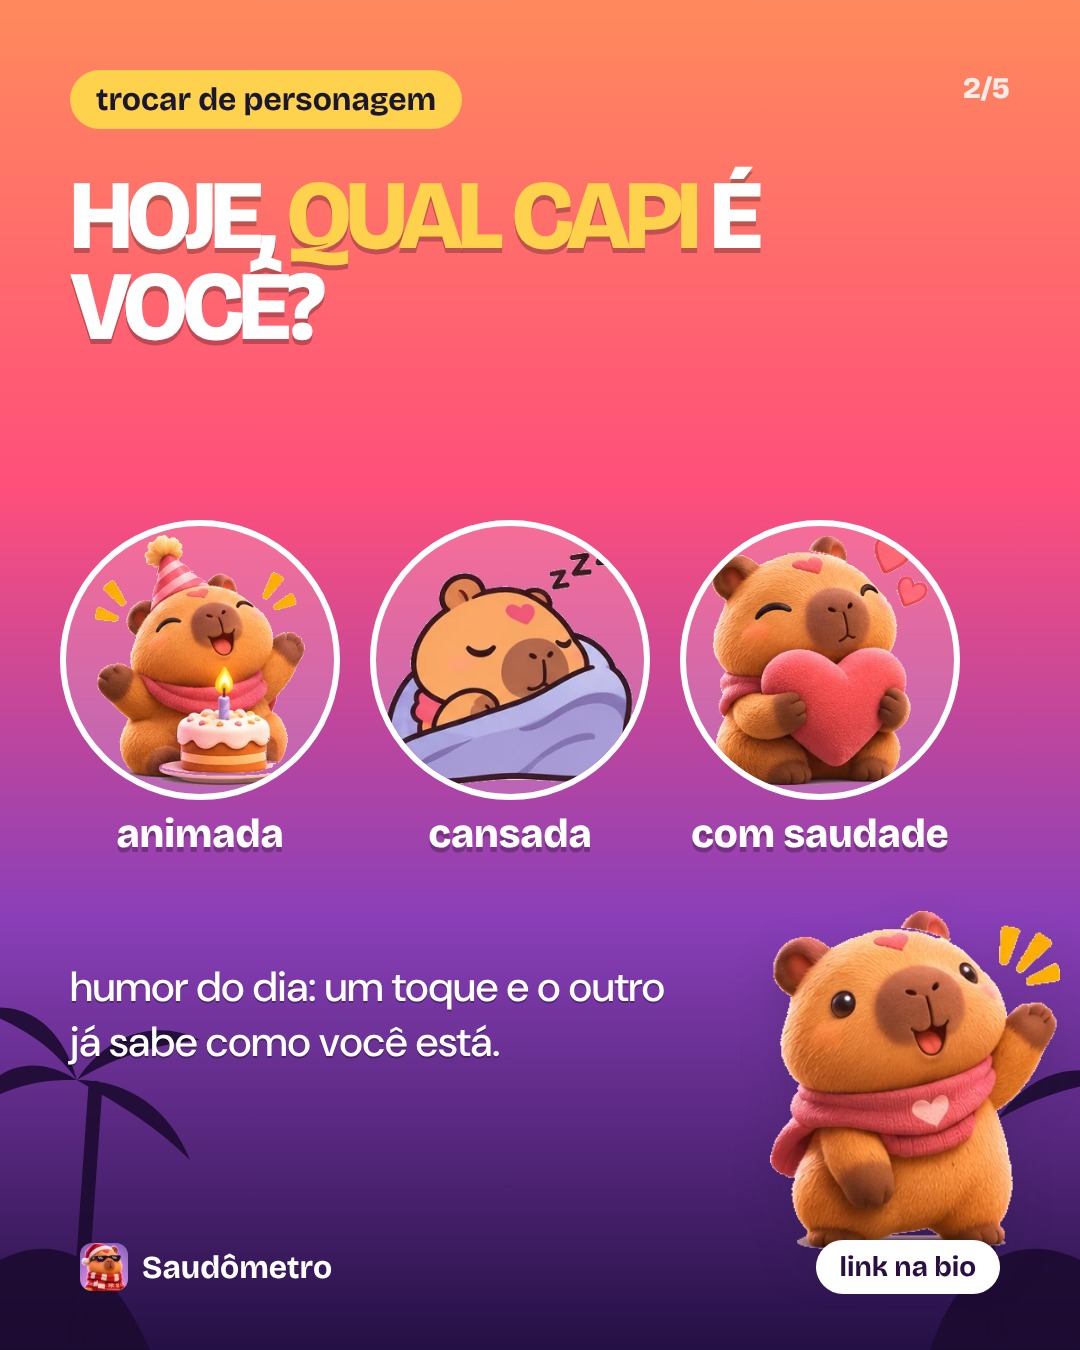 trocar de personagem
2/5
HOJE, QUAL CAPI É
VOCÊ?
zzz
animada
cansada
com saudade
humor do dia: um toque e o outro
já sabe como você está.
Saudômetro
link na bio